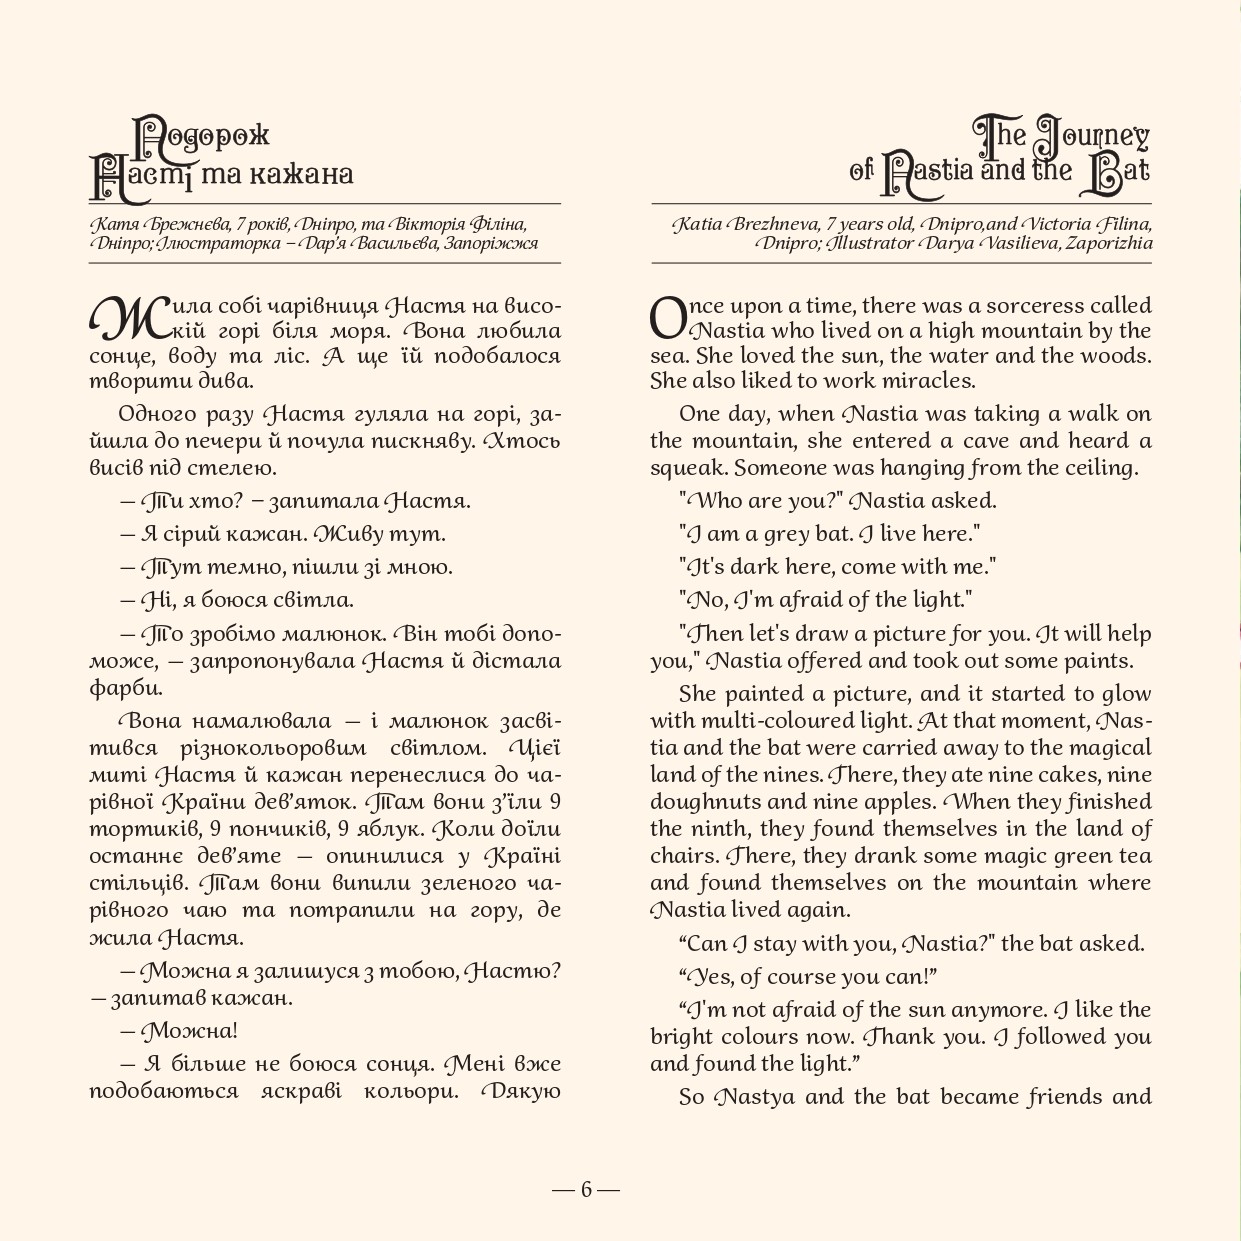 Подорож
Насті та кажана
Катя Брежнєва, 7 років, Дніпро, та Вікторія Філіна,
Дніпро; Ілюстраторка – Дар’я Васильєва, Запоріжжя
Жила собі чарівниця Настя на висо-
кій горі біля моря. Вона любила
сонце, воду та ліс. А ще їй подобалося
творити дива.
Одного разу Настя гуляла на горі, за-
йшла до печери й почула пискняву. Хтось
висів під стелею.
– Ти хто? – запитала Настя.
– Я сірий кажан. Живу тут.
– Тут темно, пішли зі мною.
– Ні, я боюся світла.
– То зробімо малюнок. Він тобі допо-
може, – запропонувала Настя й дістала
фарби.
Вона намалювала – і малюнок засві-
тився різнокольоровим світлом. Цієї
миті Настя й кажан перенеслися до ча-
рівної Країни дев’яток. Там вони з’їли 9
тортиків, 9 пончиків, 9 яблук. Коли доїли
останнє дев’яте – опинилися у Країні
стільців. Там вони випили зеленого ча-
рівного чаю та потрапили на гору, де
жила Настя.
– Можна я залишуся з тобою, Настю?
– запитав кажан.
– Можна!
– Я більше не боюся сонця. Мені вже
подобаються яскраві кольори. Дякую
The Journey
of Nastia and the Bat
Katia Brezhneva, 7 years old, Dnipro,and Victoria Filina,
Dnipro; Illustrator Darya Vasilieva, Zaporizhia
Once upon a time, there was a sorceress called
Nastia who lived on a high mountain by the
sea. She loved the sun, the water and the woods.
She also liked to work miracles.
One day, when Nastia was taking a walk on
the mountain, she entered a cave and heard a
squeak. Someone was hanging from the ceiling.
"Who are you?" Nastia asked.
"I am a grey bat. I live here."
"It's dark here, come with me."
"No, I'm afraid of the light."
"Then let's draw a picture for you. It will help
you," Nastia offered and took out some paints.
She painted a picture, and it started to glow
with multi-coloured light. At that moment, Nas-
tia and the bat were carried away to the magical
land of the nines. There, they ate nine cakes, nine
doughnuts and nine apples. When they finished
the ninth, they found themselves in the land of
chairs. There, they drank some magic green tea
and found themselves on the mountain where
Nastia lived again.
“Can I stay with you, Nastia?" the bat asked.
“Yes, of course you can!”
“I'm not afraid of the sun anymore. I like the
bright colours now. Thank you. I followed you
and found the light.”
So Nastya and the bat became friends and
— 6 —